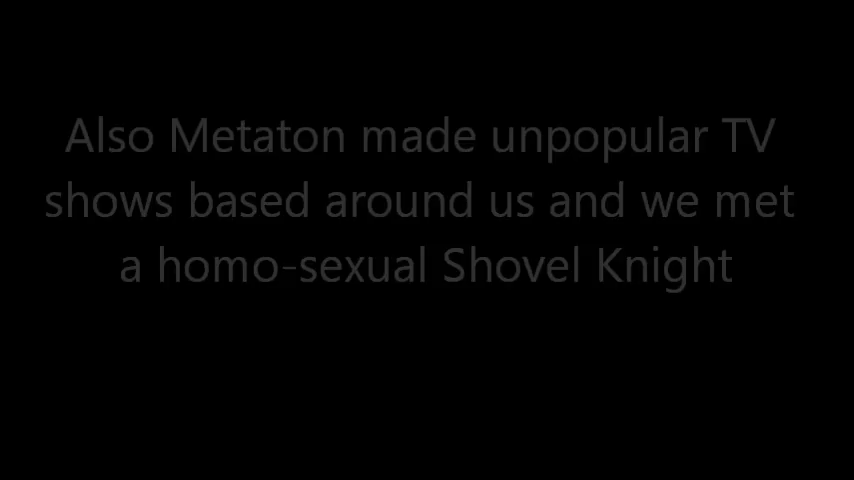 Also Metaton made unpopular TV
shows based around us and we met
a homo-sexual Shovel Knight